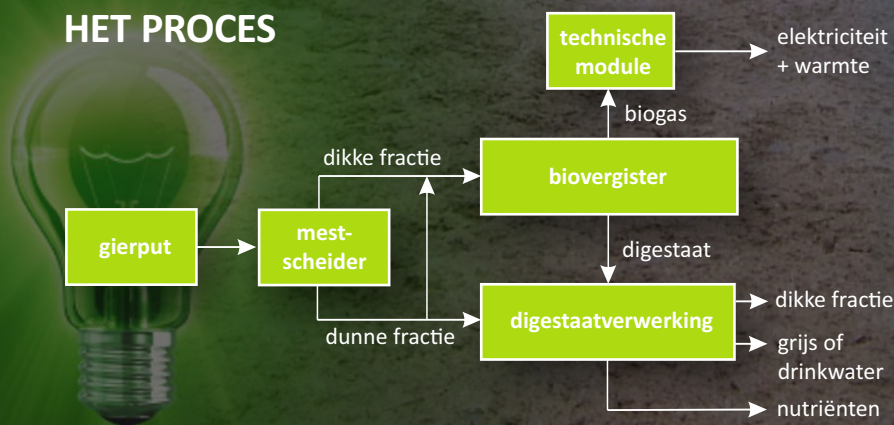 HET PROCES
technische
module
elektriciteit
+ warmte
biogas
dikke fractie
biovergister
gierput
mest-
scheider
digestaat
dunne fractie
digestaatverwerking
dikke fractie
grijs of
drinkwater
nutriënten